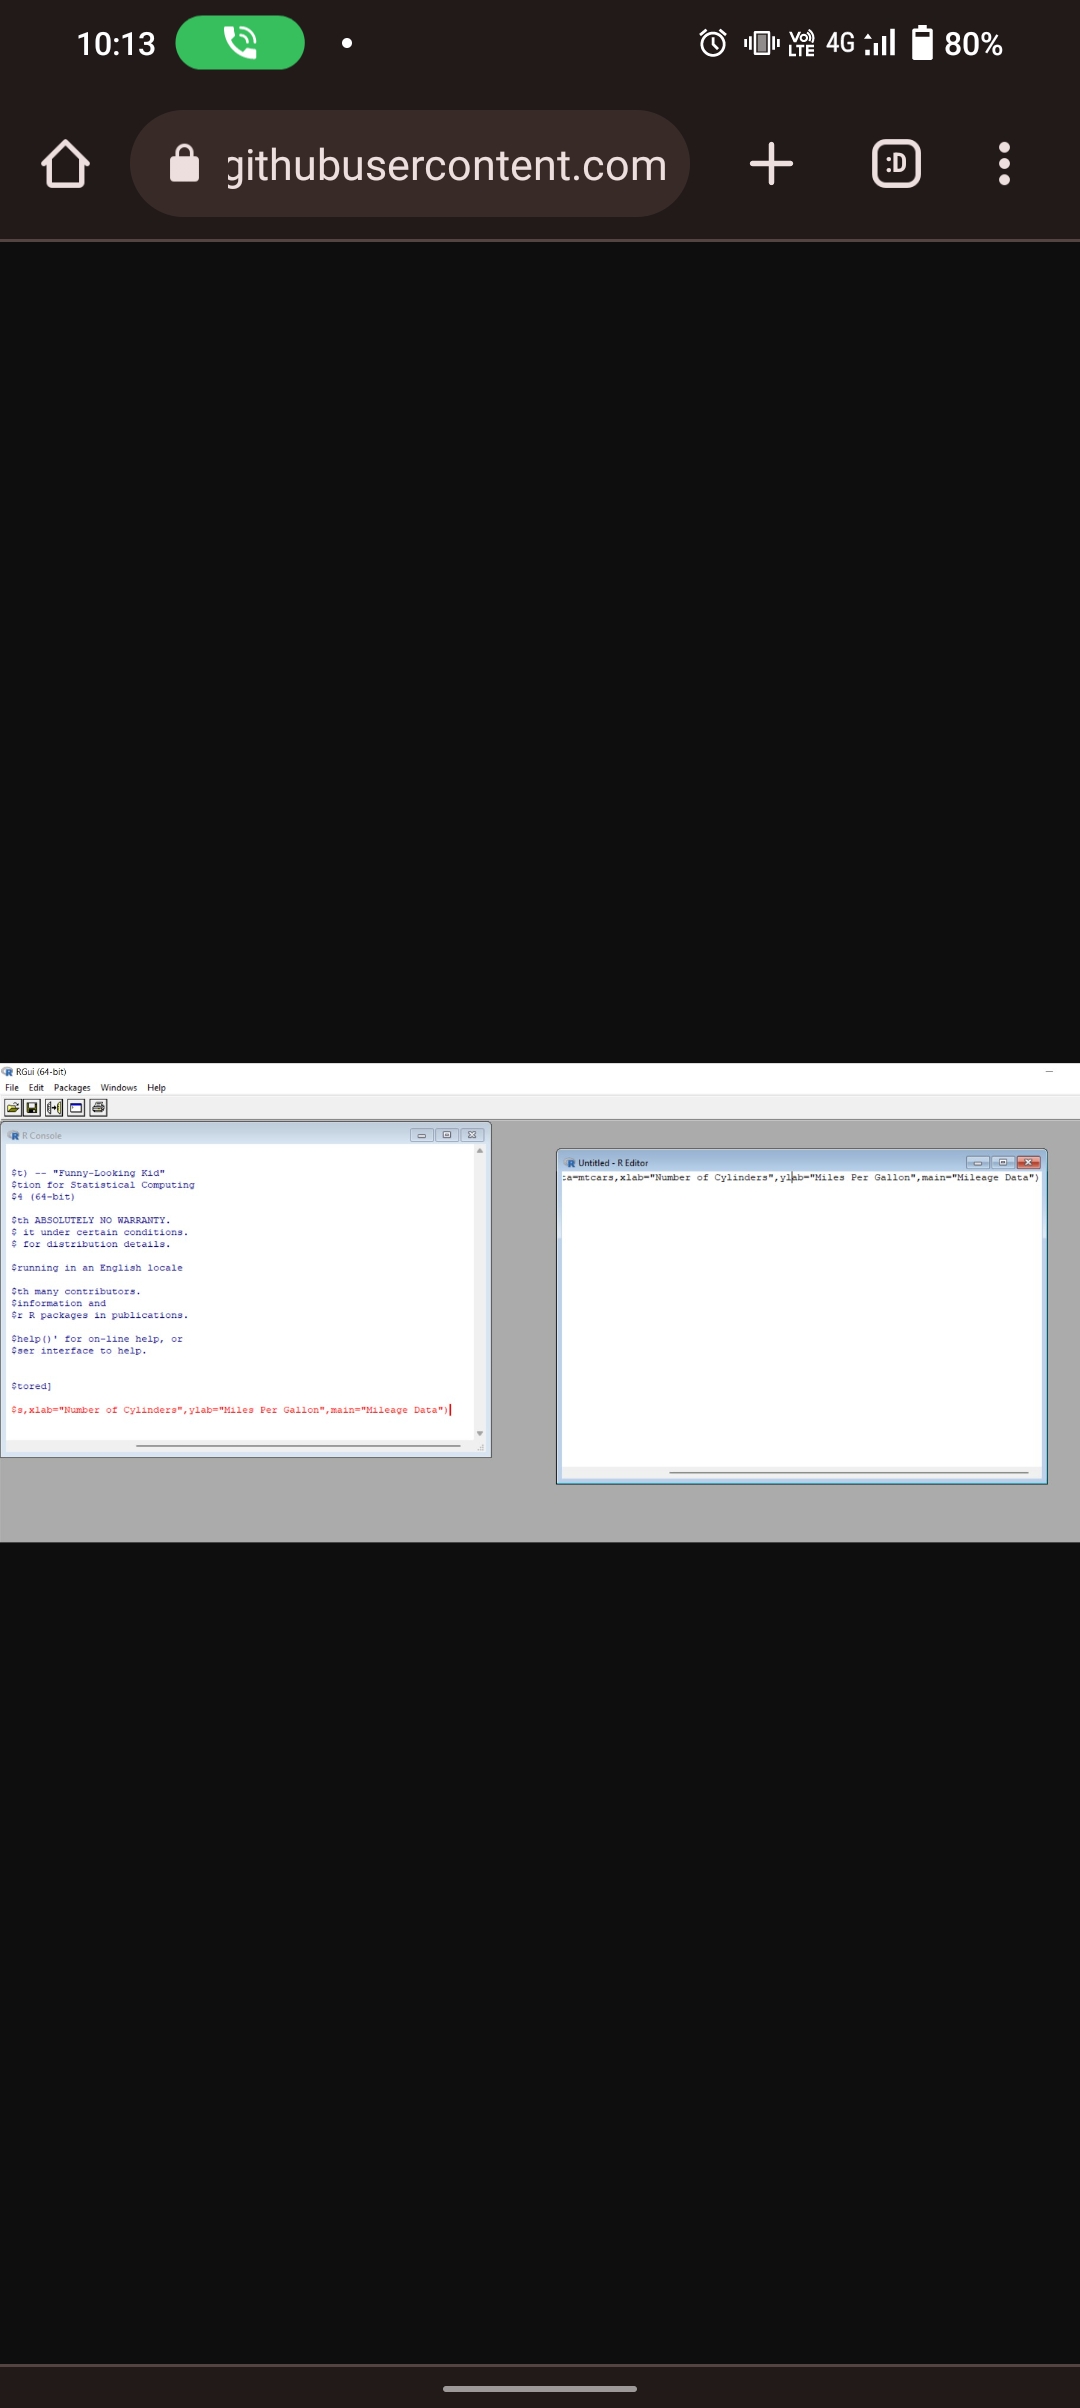 10:13
Vo)) LTE 4G 80%
githubusercontent.com
:D
RGui (64-bit)
File Edit Packages Windows Help
R Console
$t) -- "Funny-Looking Kid"
$tion for Statistical Computing
$4 (64-bit)
$th ABSOLUTELY NO WARRANTY.
$ it under certain conditions.
$ for distribution details.
$running in an English locale
$th many contributors.
$information and
$r R packages in publications.
$help()' for on-line help, or
$ser interface to help.
$tored]
$s,xlab="Number of Cylinders",ylab="Miles Per Gallon",main="Mileage Data")
Untitled - R Editor
ta=mtcars,xlab="Number of Cylinders",ylab="Miles Per Gallon",main="Mileage Data")